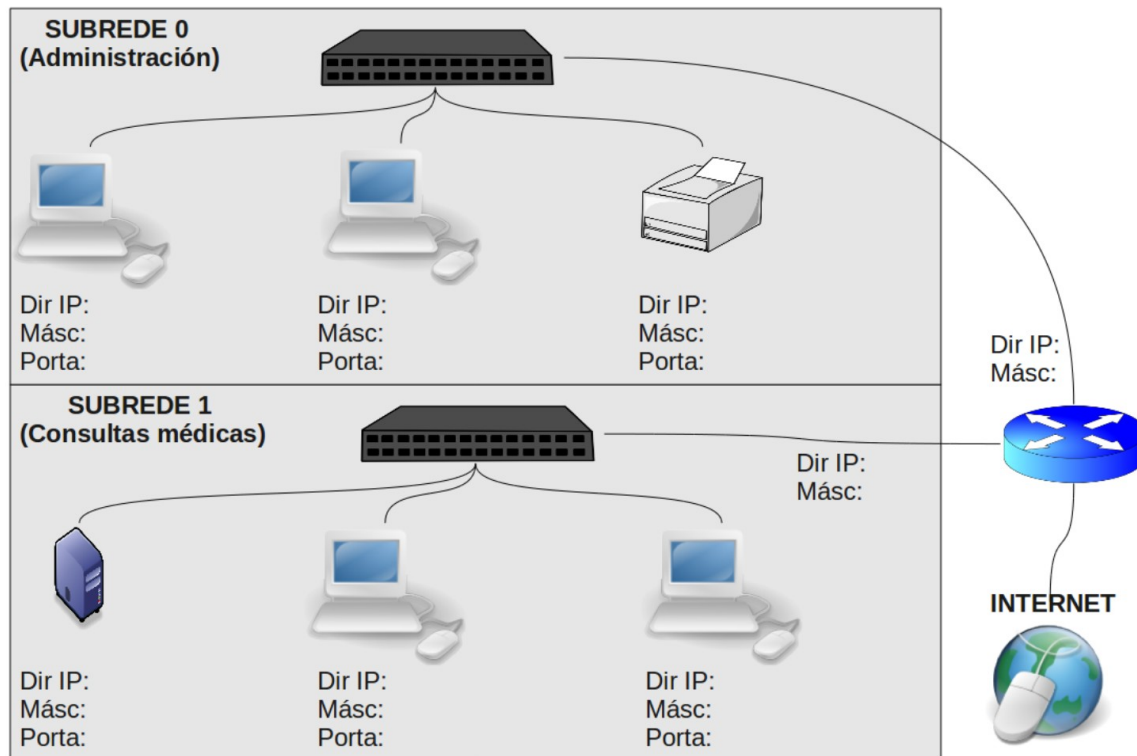 SUBREDE 0
(Administración)
Dir IP:
Másc:
Porta:
Dir IP:
Másc:
Porta:
Dir IP:
Másc:
Porta:
Dir IP:
Másc:
SUBREDE 1
(Consultas médicas)
Dir IP:
Másc:
INTERNET
Dir IP:
Másc:
Porta:
Dir IP:
Másc:
Porta:
Dir IP:
Másc:
Porta: